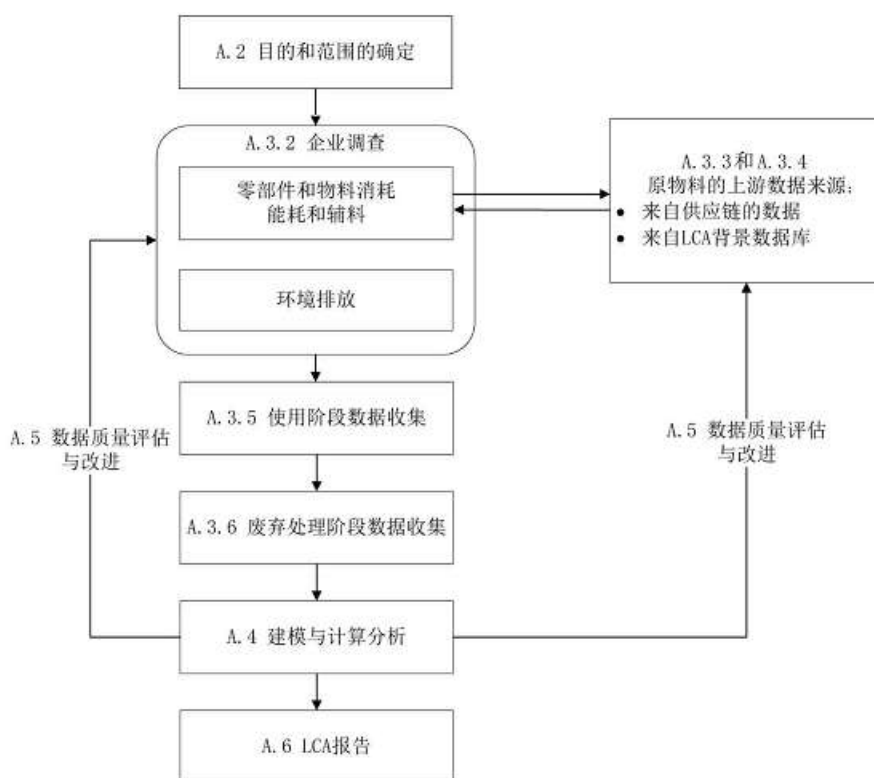 A.2 目的和范围的确定
A.3.2 企业调查
零部件和物料消耗
能耗和辅料
环境排放
A.3.3和A.3.4
原物料的上游数据来源：
• 来自供应链的数据
• 来自LCA背景数据库
A.3.5 使用阶段数据收集
A.5 数据质量评估
与改进
A.5 数据质量评估
与改进
A.3.6 废弃处理阶段数据收集
A.4 建模与计算分析
A.6 LCA报告